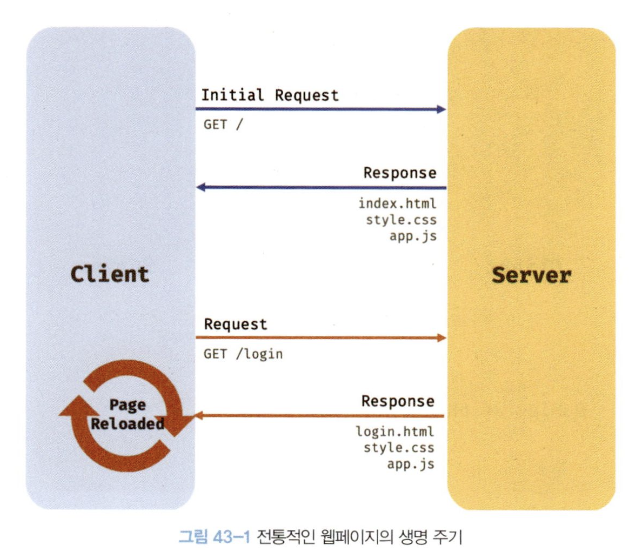 Initial Request
GET /
Response
index.html
style.css
app.js
Client
Server
Request
GET /login
Page
Reloaded
Response
login.html
style.css
app.js
그림 43-1 전통적인 웹페이지의 생명 주기